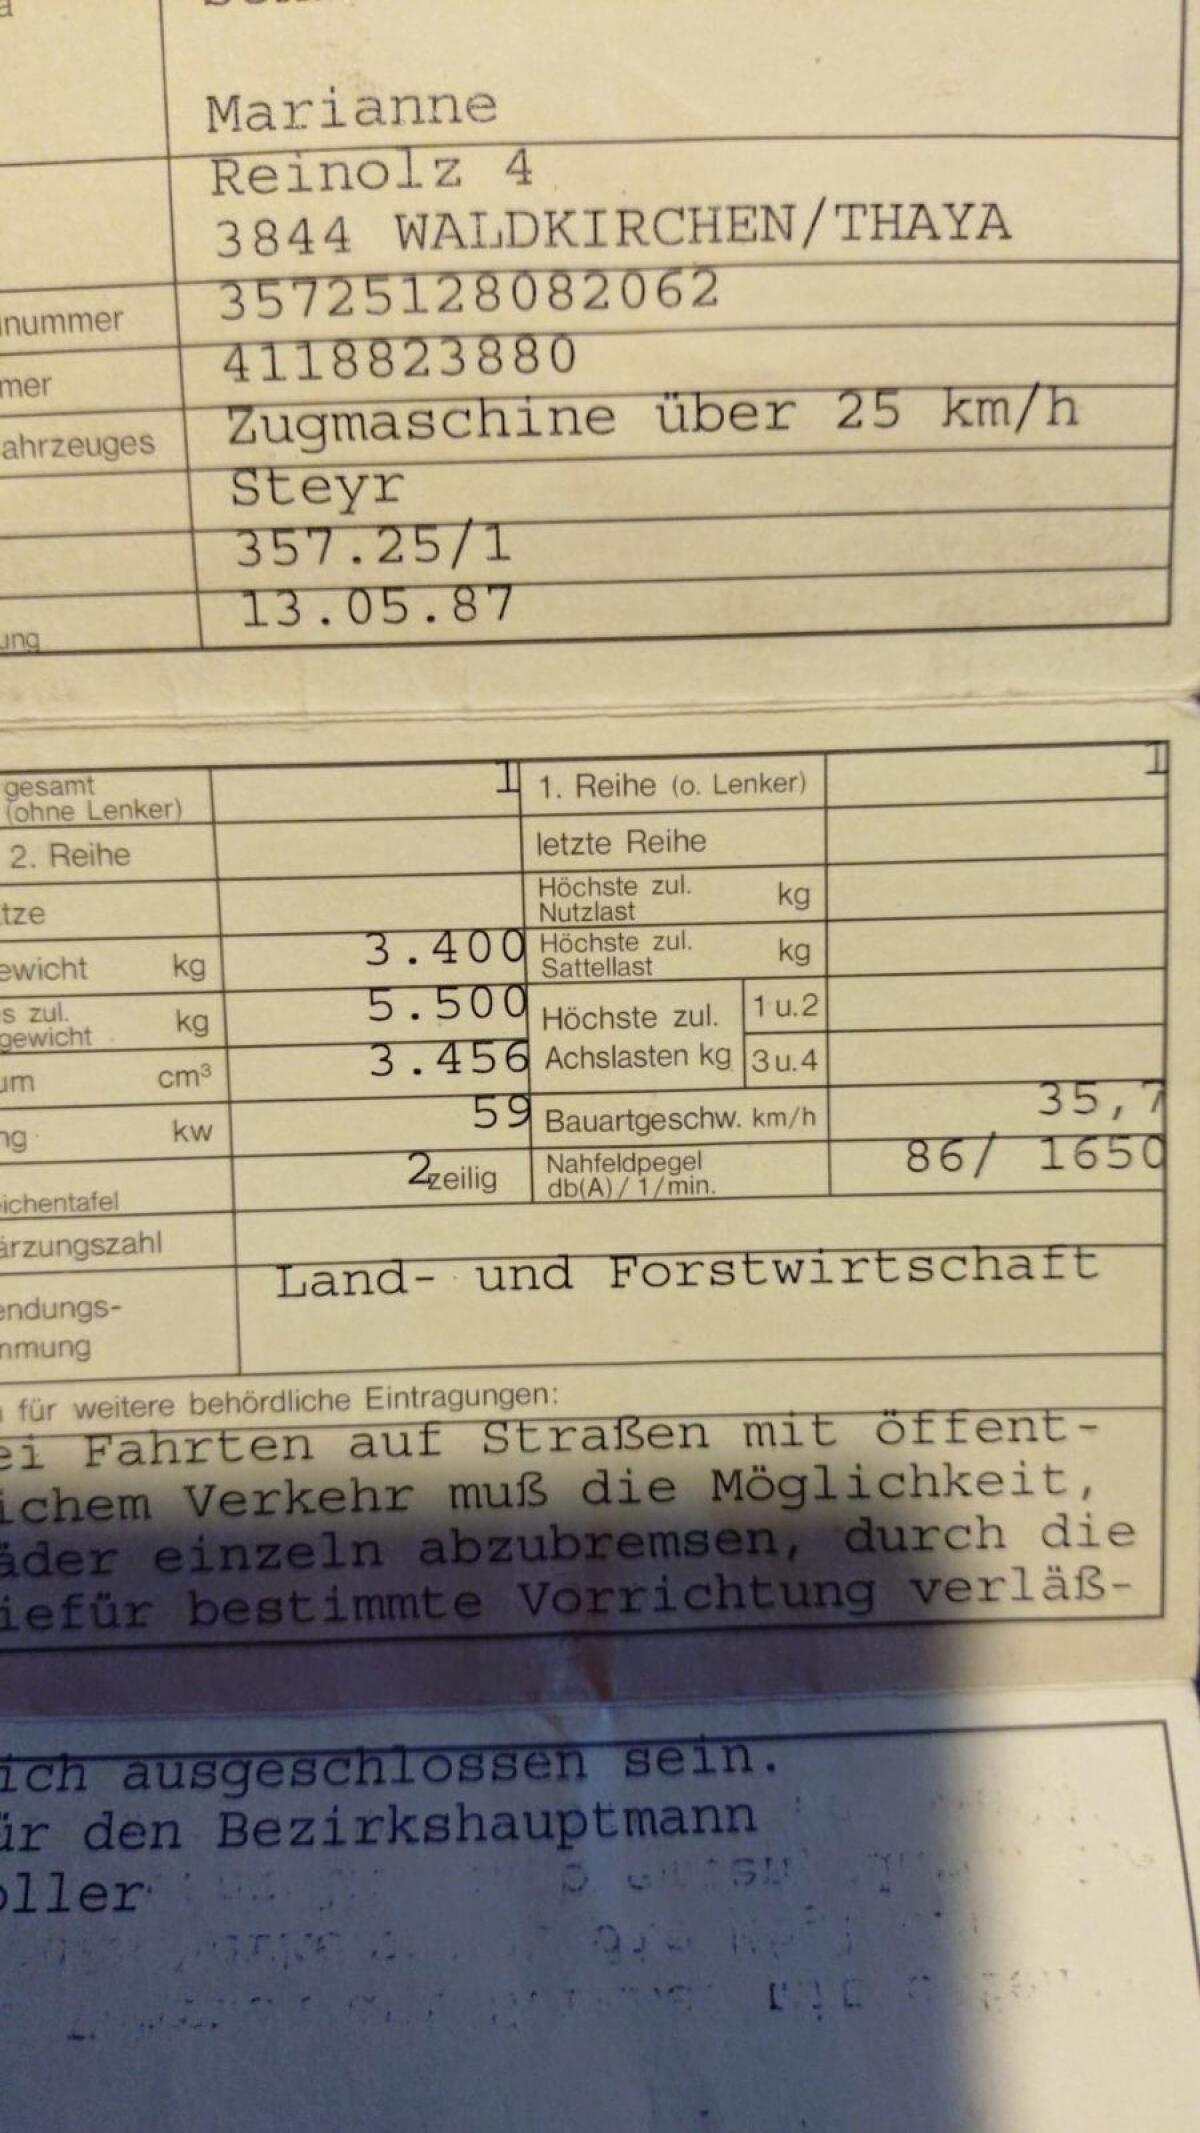 Marianne
Reinolz 4
3844 WALDKIRCHEN/THAYA
lnummer 35725128082062
mer 4118823880
ahrzeuges Zugmaschine über 25 km/h
Steyr
357.25/1
ung 13.05.87
gesamt (ohne Lenker) 1 1. Reihe (o. Lenker) 1
2. Reihe letzte Reihe
tze Höchste zul. Nutzlast kg
ewicht kg 3.400 Höchste zul. Sattellast kg
s zul. gewicht kg 5.500 Höchste zul. 1 u. 2
um cm³ 3.456 Achslasten kg 3 u. 4
ng kw 59 Bauartgeschw. km/h 35,7
eichentafel 2zeilig Nahfeldpegel db(A) / 1/min. 86/ 1650
ärzungszahl
endungs-
mmung Land- und Forstwirtschaft
für weitere behördliche Eintragungen:
ei Fahrten auf Straßen mit öffent-
ichem Verkehr muß die Möglichkeit,
äder einzeln abzubremsen, durch die
iefür bestimmte Vorrichtung verläß-
ich ausgeschlossen sein.
ür den Bezirkshauptmann
oller